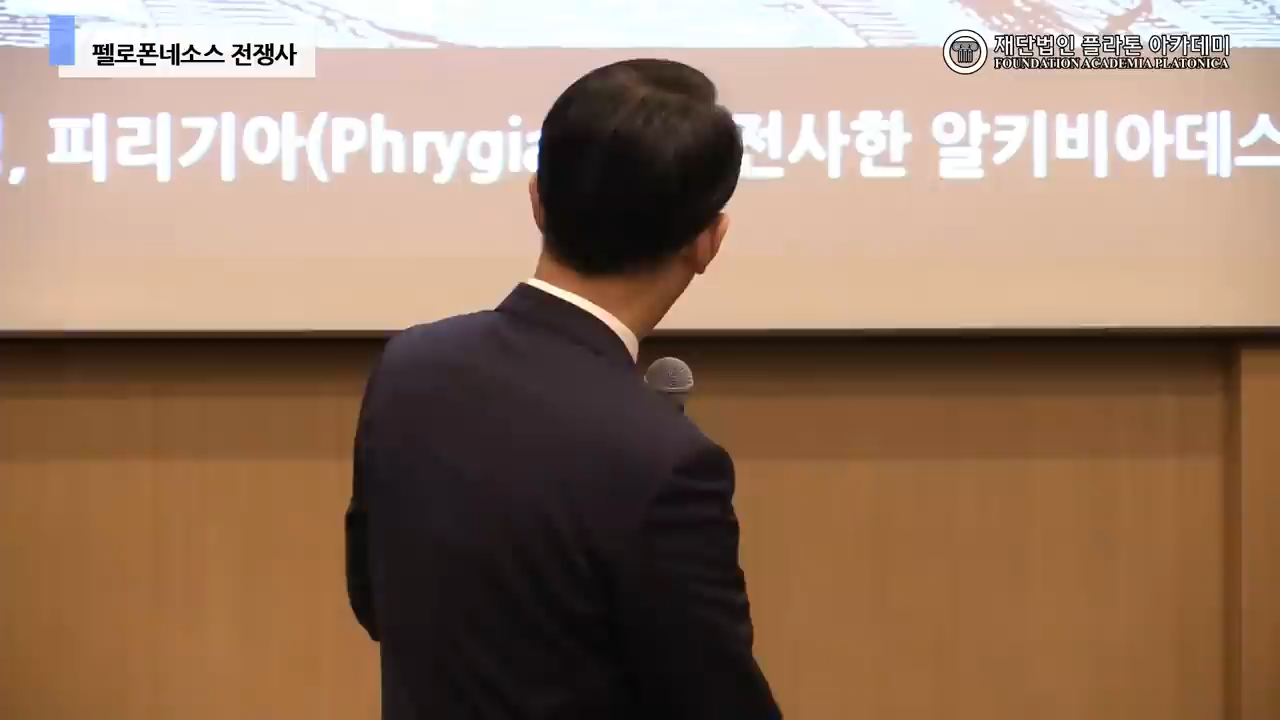 펠로폰네소스 전쟁사
재단법인 플라톤 아카데미
FOUNDATION ACADEMIA PLATONICA
, 피리기아(Phrygia 전사한 알키비아데스